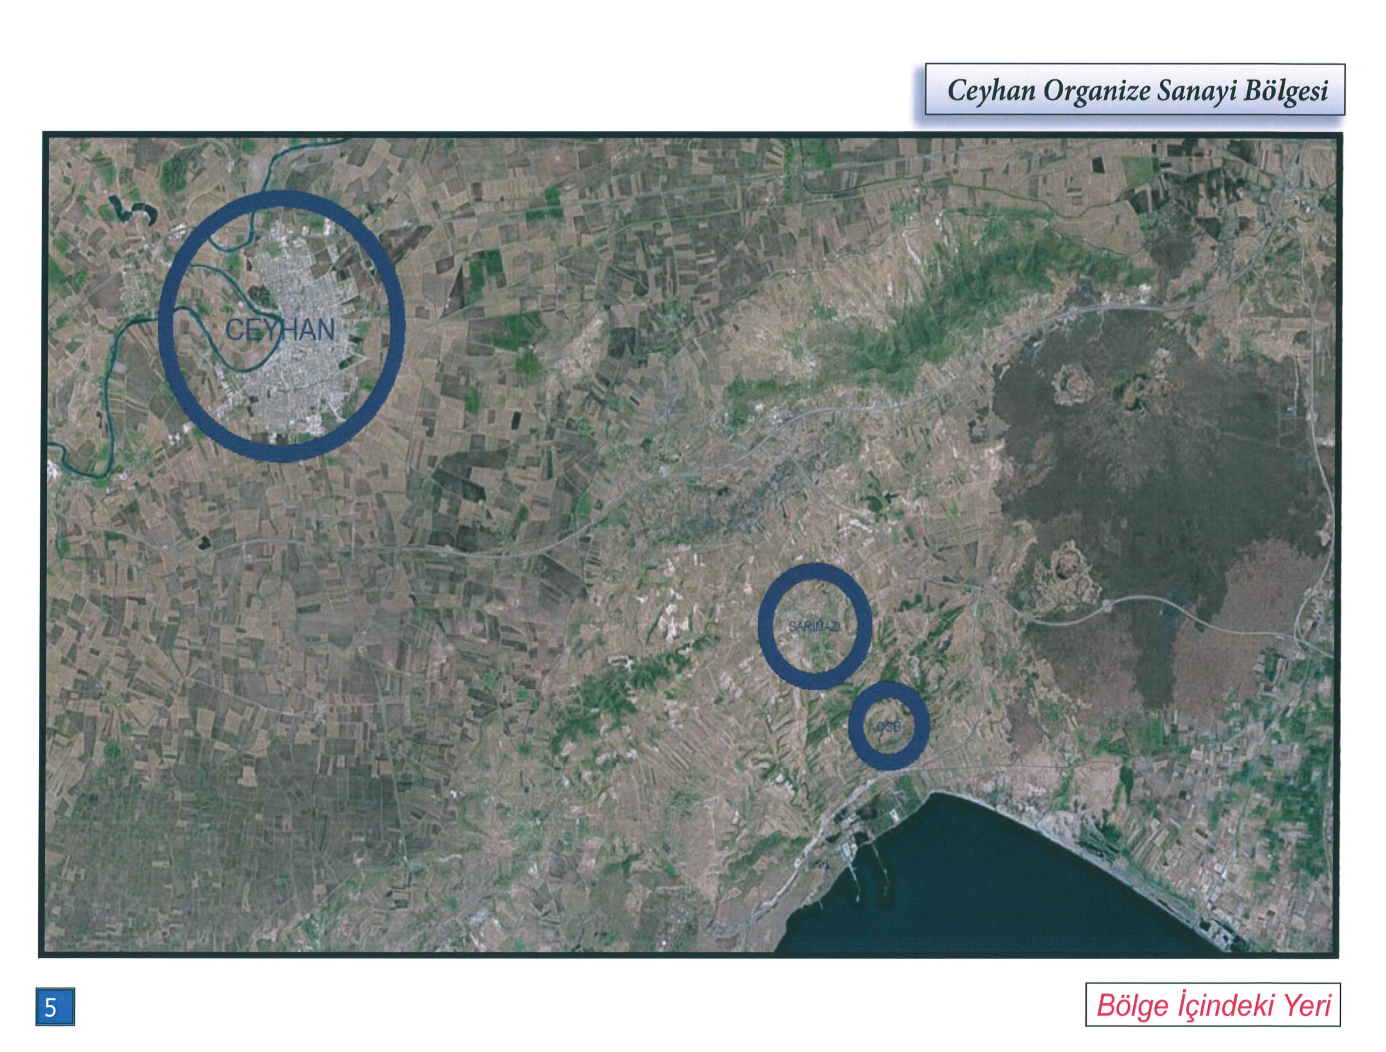 Ceyhan Organize Sanayi Bölgesi
CEYHAN
SARIMAZI
OSB
5
Bölge İçindeki Yeri